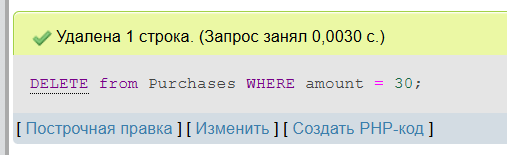 Удалена 1 строка. (Запрос занял 0,0030 с.)
DELETE from Purchases WHERE amount = 30;
[ Построчная правка ] [ Изменить ] [ Создать PHP-код ]